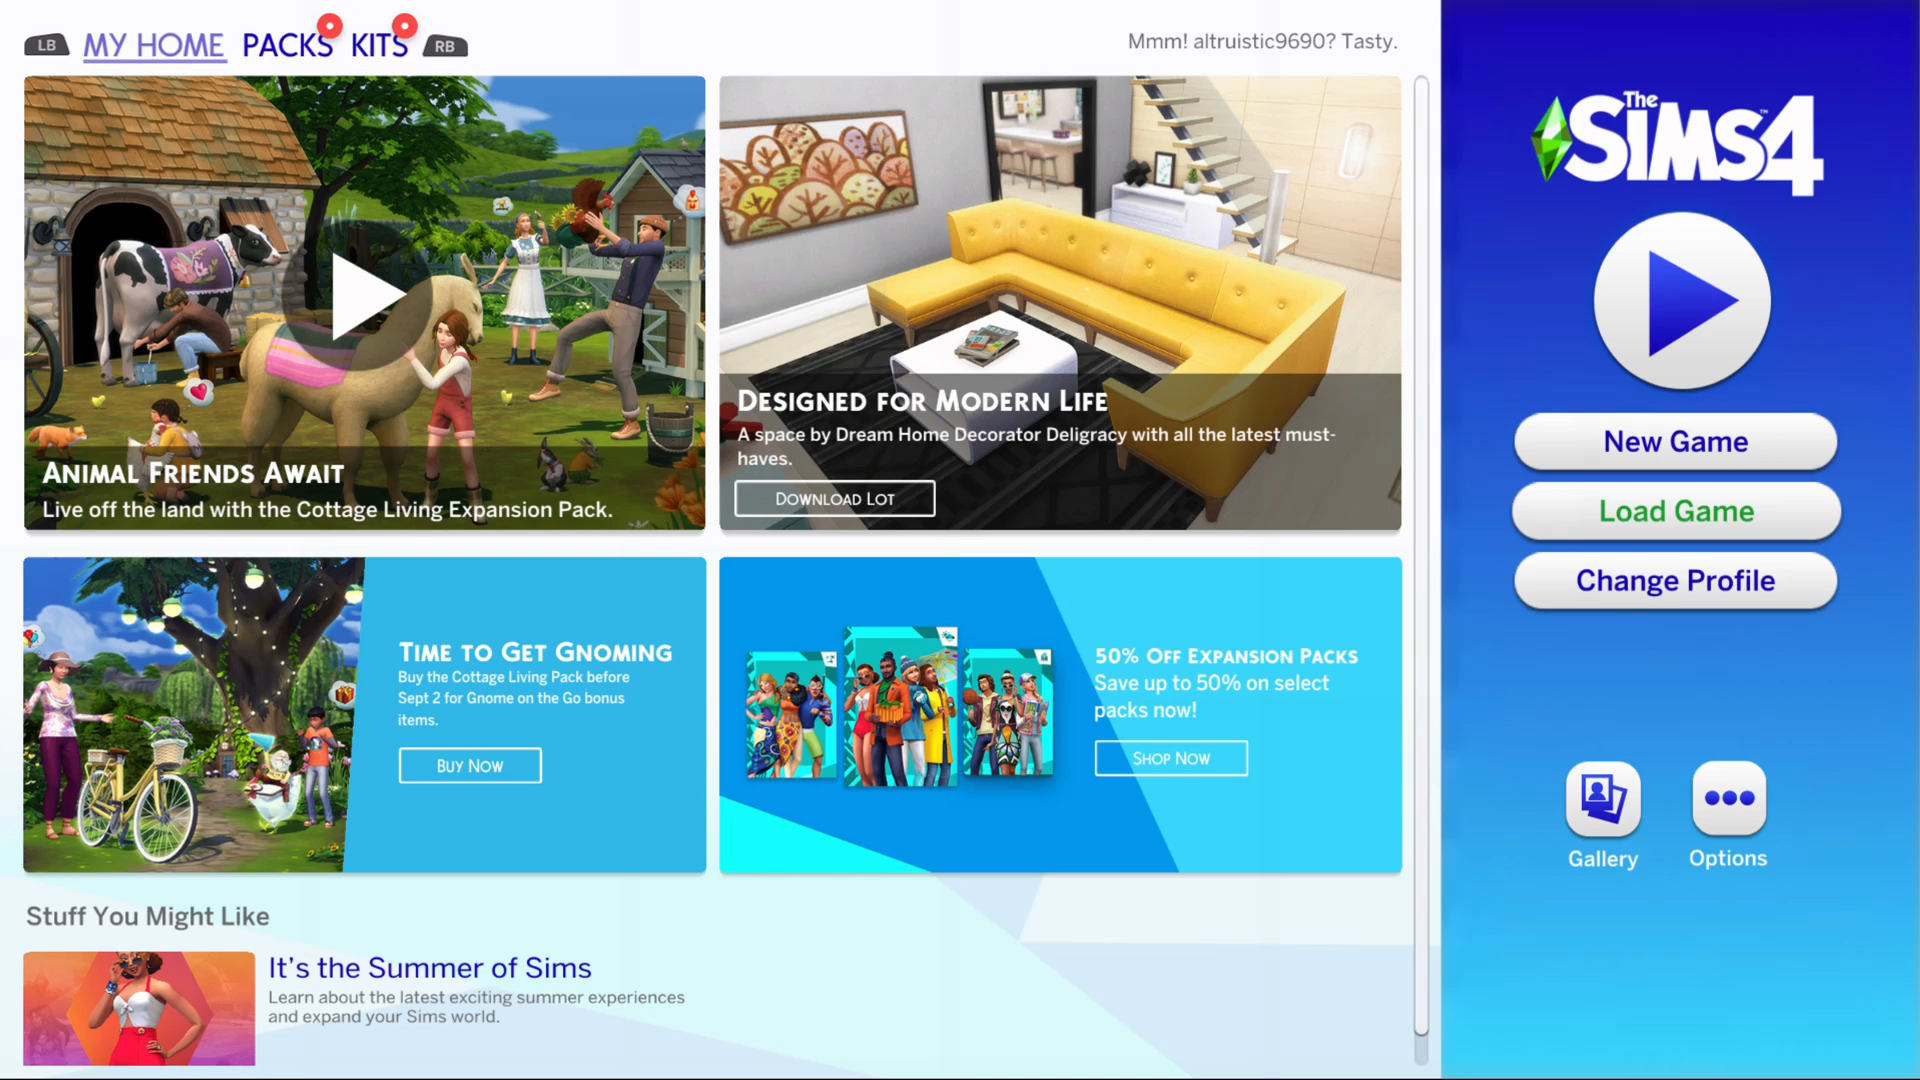 LB MY HOME PACKS KITS RB
Mmm! altruistic9690? Tasty.
ANIMAL FRIENDS AWAIT
Live off the land with the Cottage Living Expansion Pack.
DESIGNED FOR MODERN LIFE
A space by Dream Home Decorator Deligracy with all the latest must-
haves.
DOWNLOAD LOT
TIME TO GET GNOMING
Buy the Cottage Living Pack before
Sept 2 for Gnome on the Go bonus
items.
BUY NOW
50% OFF EXPANSION PACKS
Save up to 50% on select
packs now!
SHOP NOW
Stuff You Might Like
It's the Summer of Sims
Learn about the latest exciting summer experiences
and expand your Sims world.
The SiMS 4™
New Game
Load Game
Change Profile
Gallery
Options